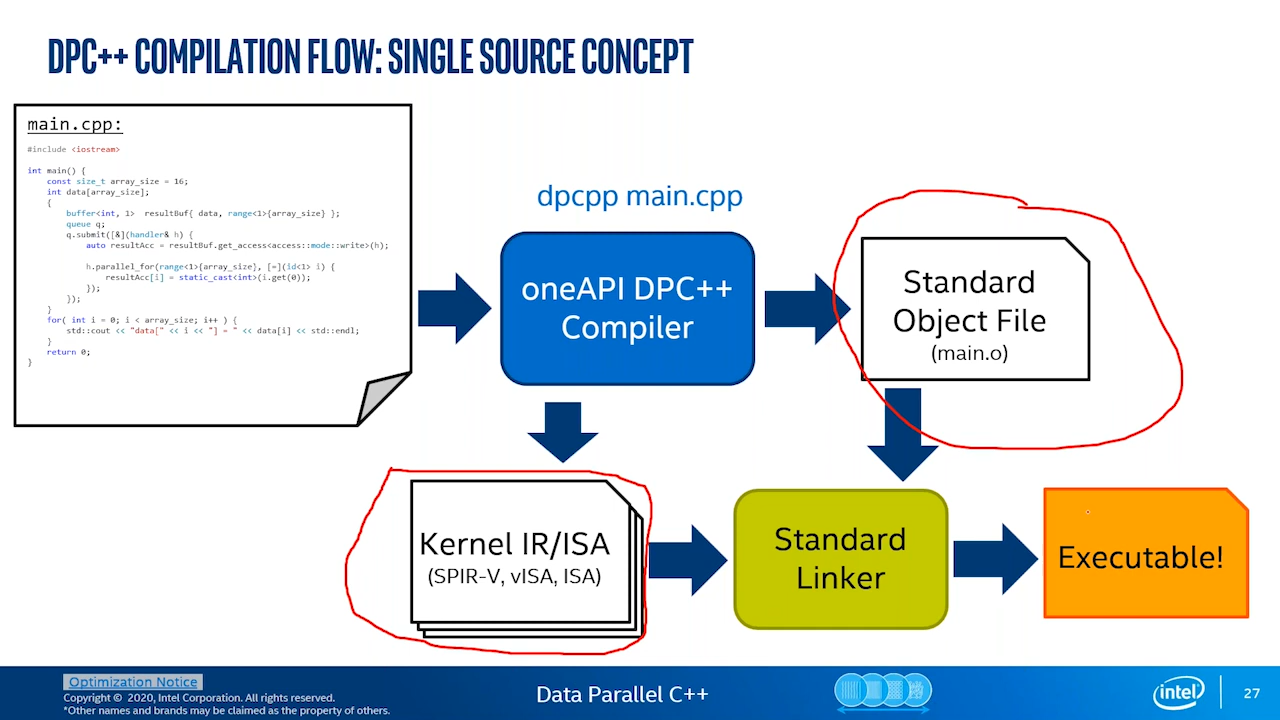 DPC++ COMPILATION FLOW: SINGLE SOURCE CONCEPT
main.cpp:
#include <iostream>
int main() {
const size_t array_size = 16;
int data[array_size];
{
buffer<int, 1>  resultBuf{ data, range<1>{array_size} };
queue q;
q.submit([&](handler& h) {
auto resultAcc = resultBuf.get_access<access::mode::write>(h);
h.parallel_for(range<1>{array_size}, [=](id<1> i) {
resultAcc[i] = static_cast<int>(i.get(0));
});
});
}
for( int i = 0; i < array_size; i++ ) {
std::cout << "data[" << i << "] = " << data[i] << std::endl;
}
return 0;
}
dpcpp main.cpp
oneAPI DPC++
Compiler
Standard
Object File
(main.o)
Kernel IR/ISA
(SPIR-V, vISA, ISA)
Standard
Linker
Executable!
Optimization Notice
Copyright © 2020, Intel Corporation. All rights reserved.
*Other names and brands may be claimed as the property of others.
Data Parallel C++
intel
27